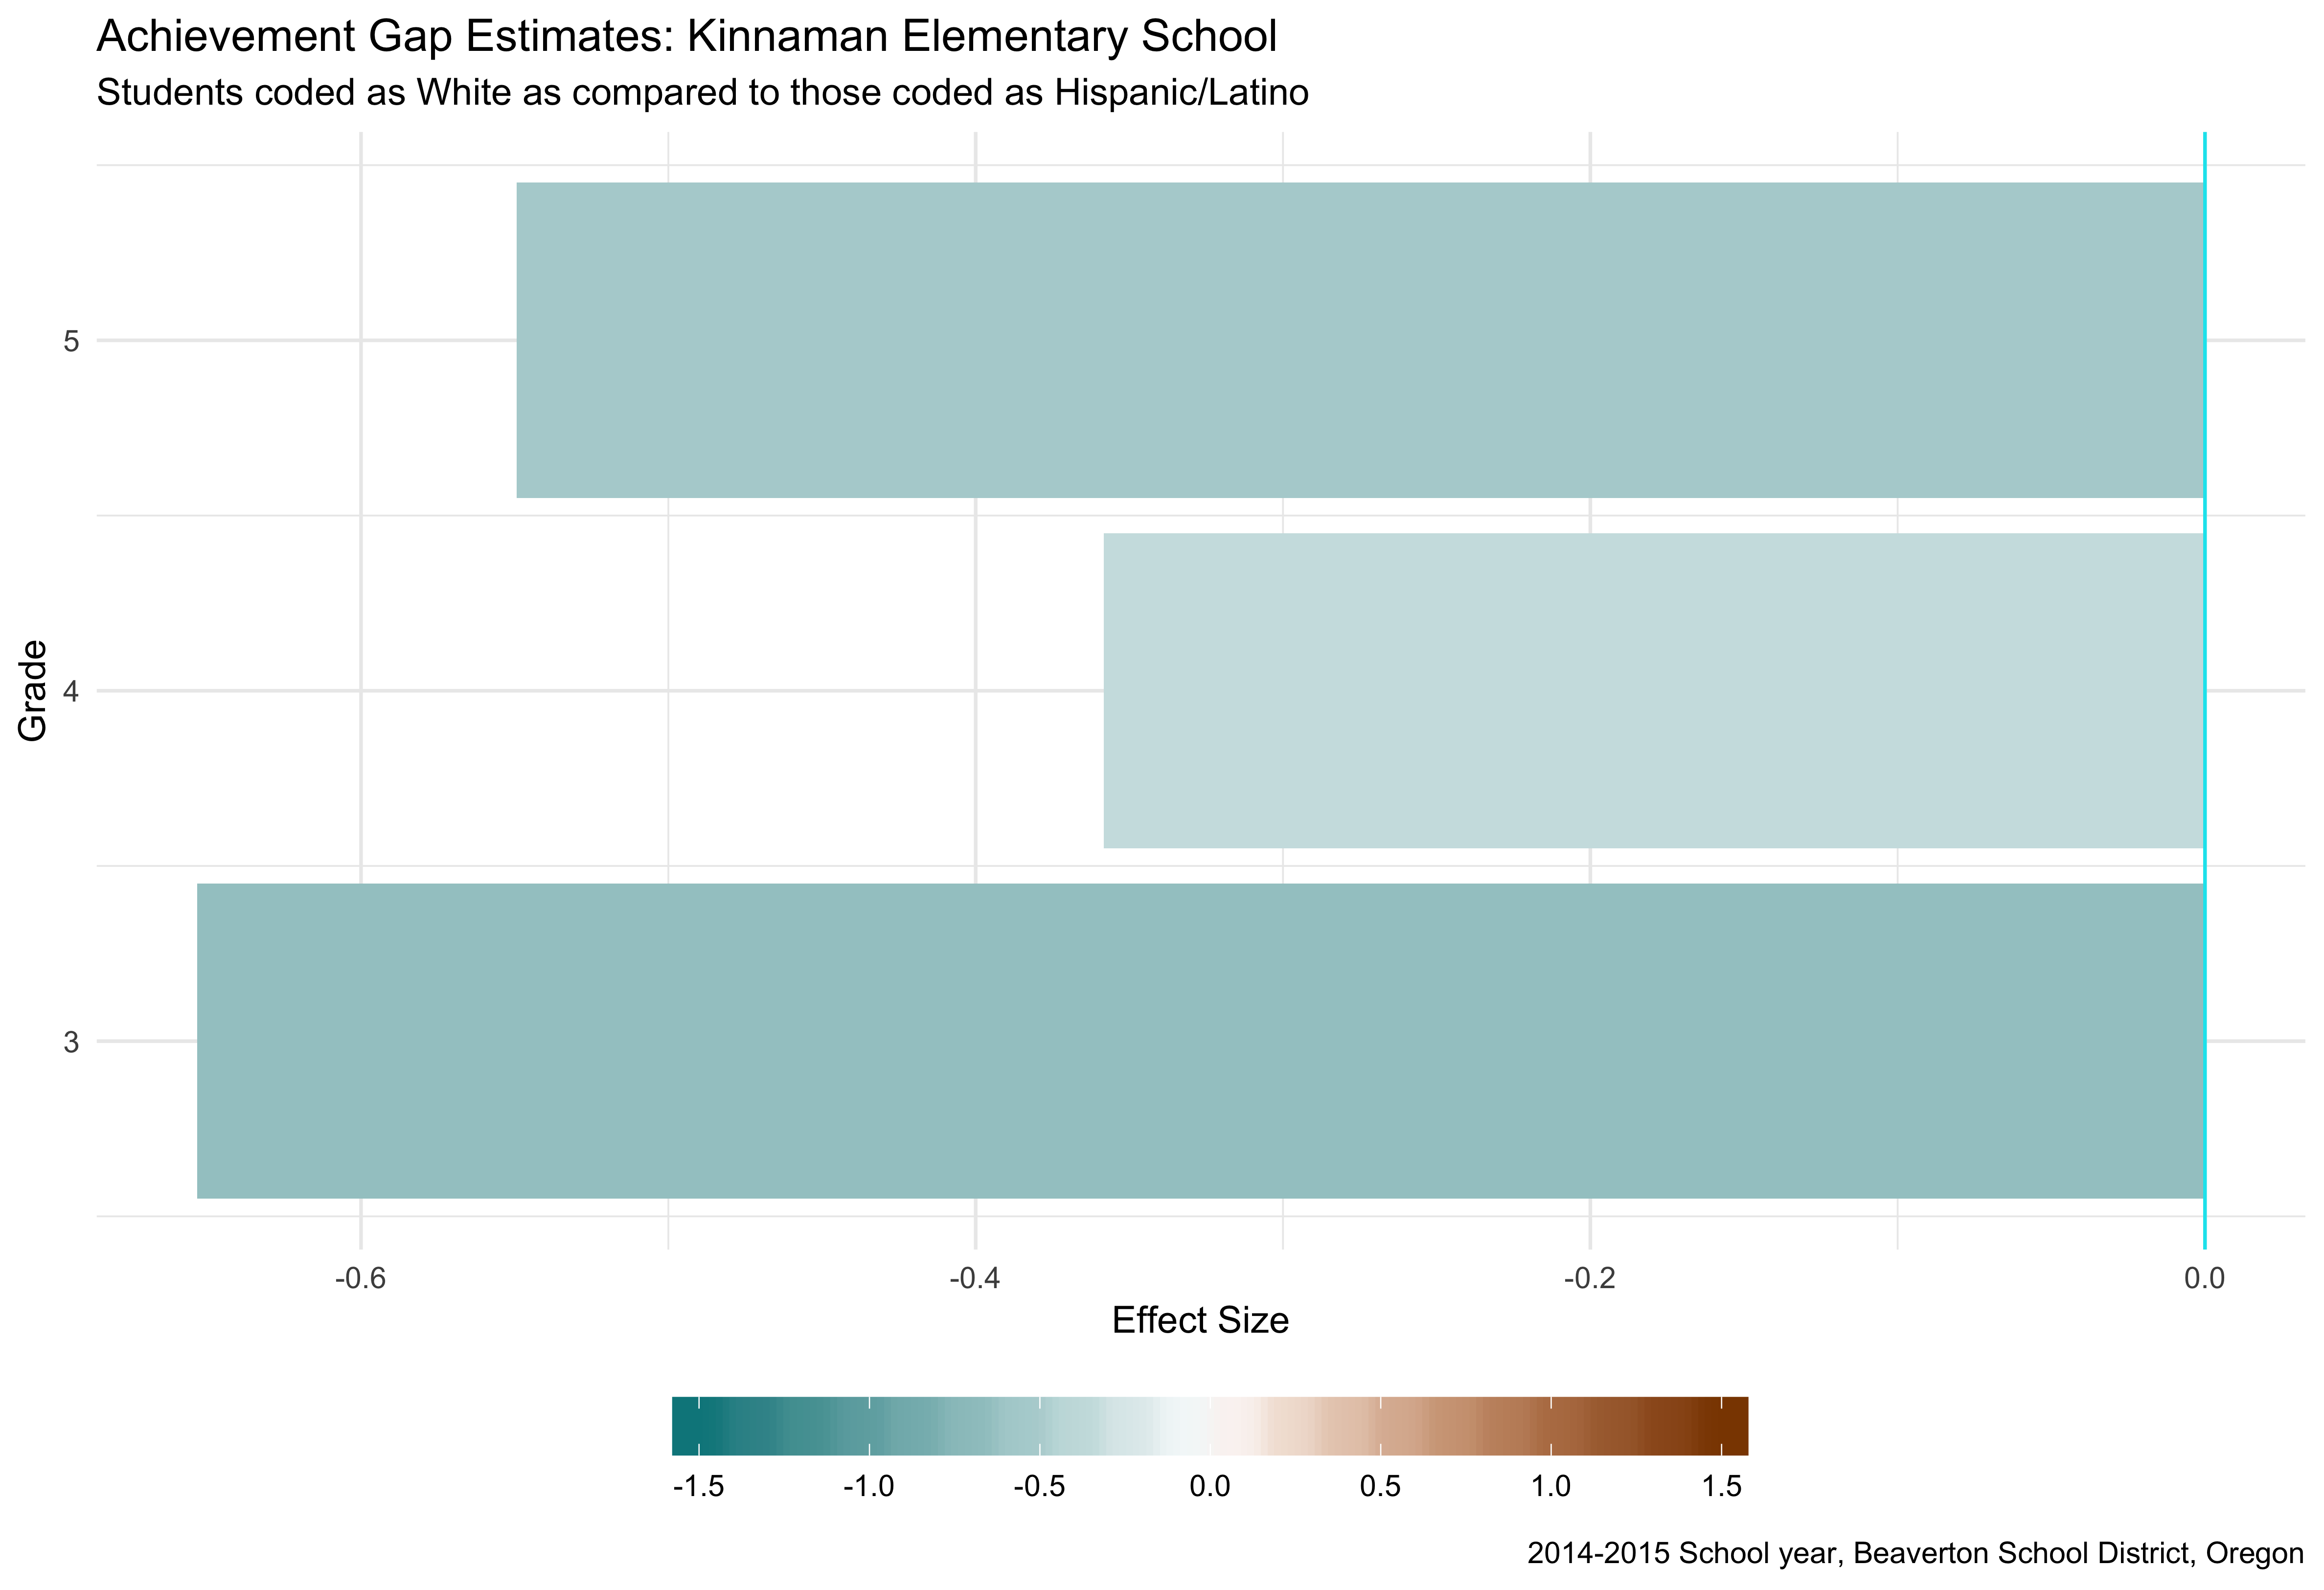 Achievement Gap Estimates: Kinnaman Elementary School
Students coded as White as compared to those coded as Hispanic/Latino
Grade
5
4
3
-0.6 -0.4 -0.2 0.0
Effect Size
-1.5 -1.0 -0.5 0.0 0.5 1.0 1.5
2014-2015 School year, Beaverton School District, Oregon